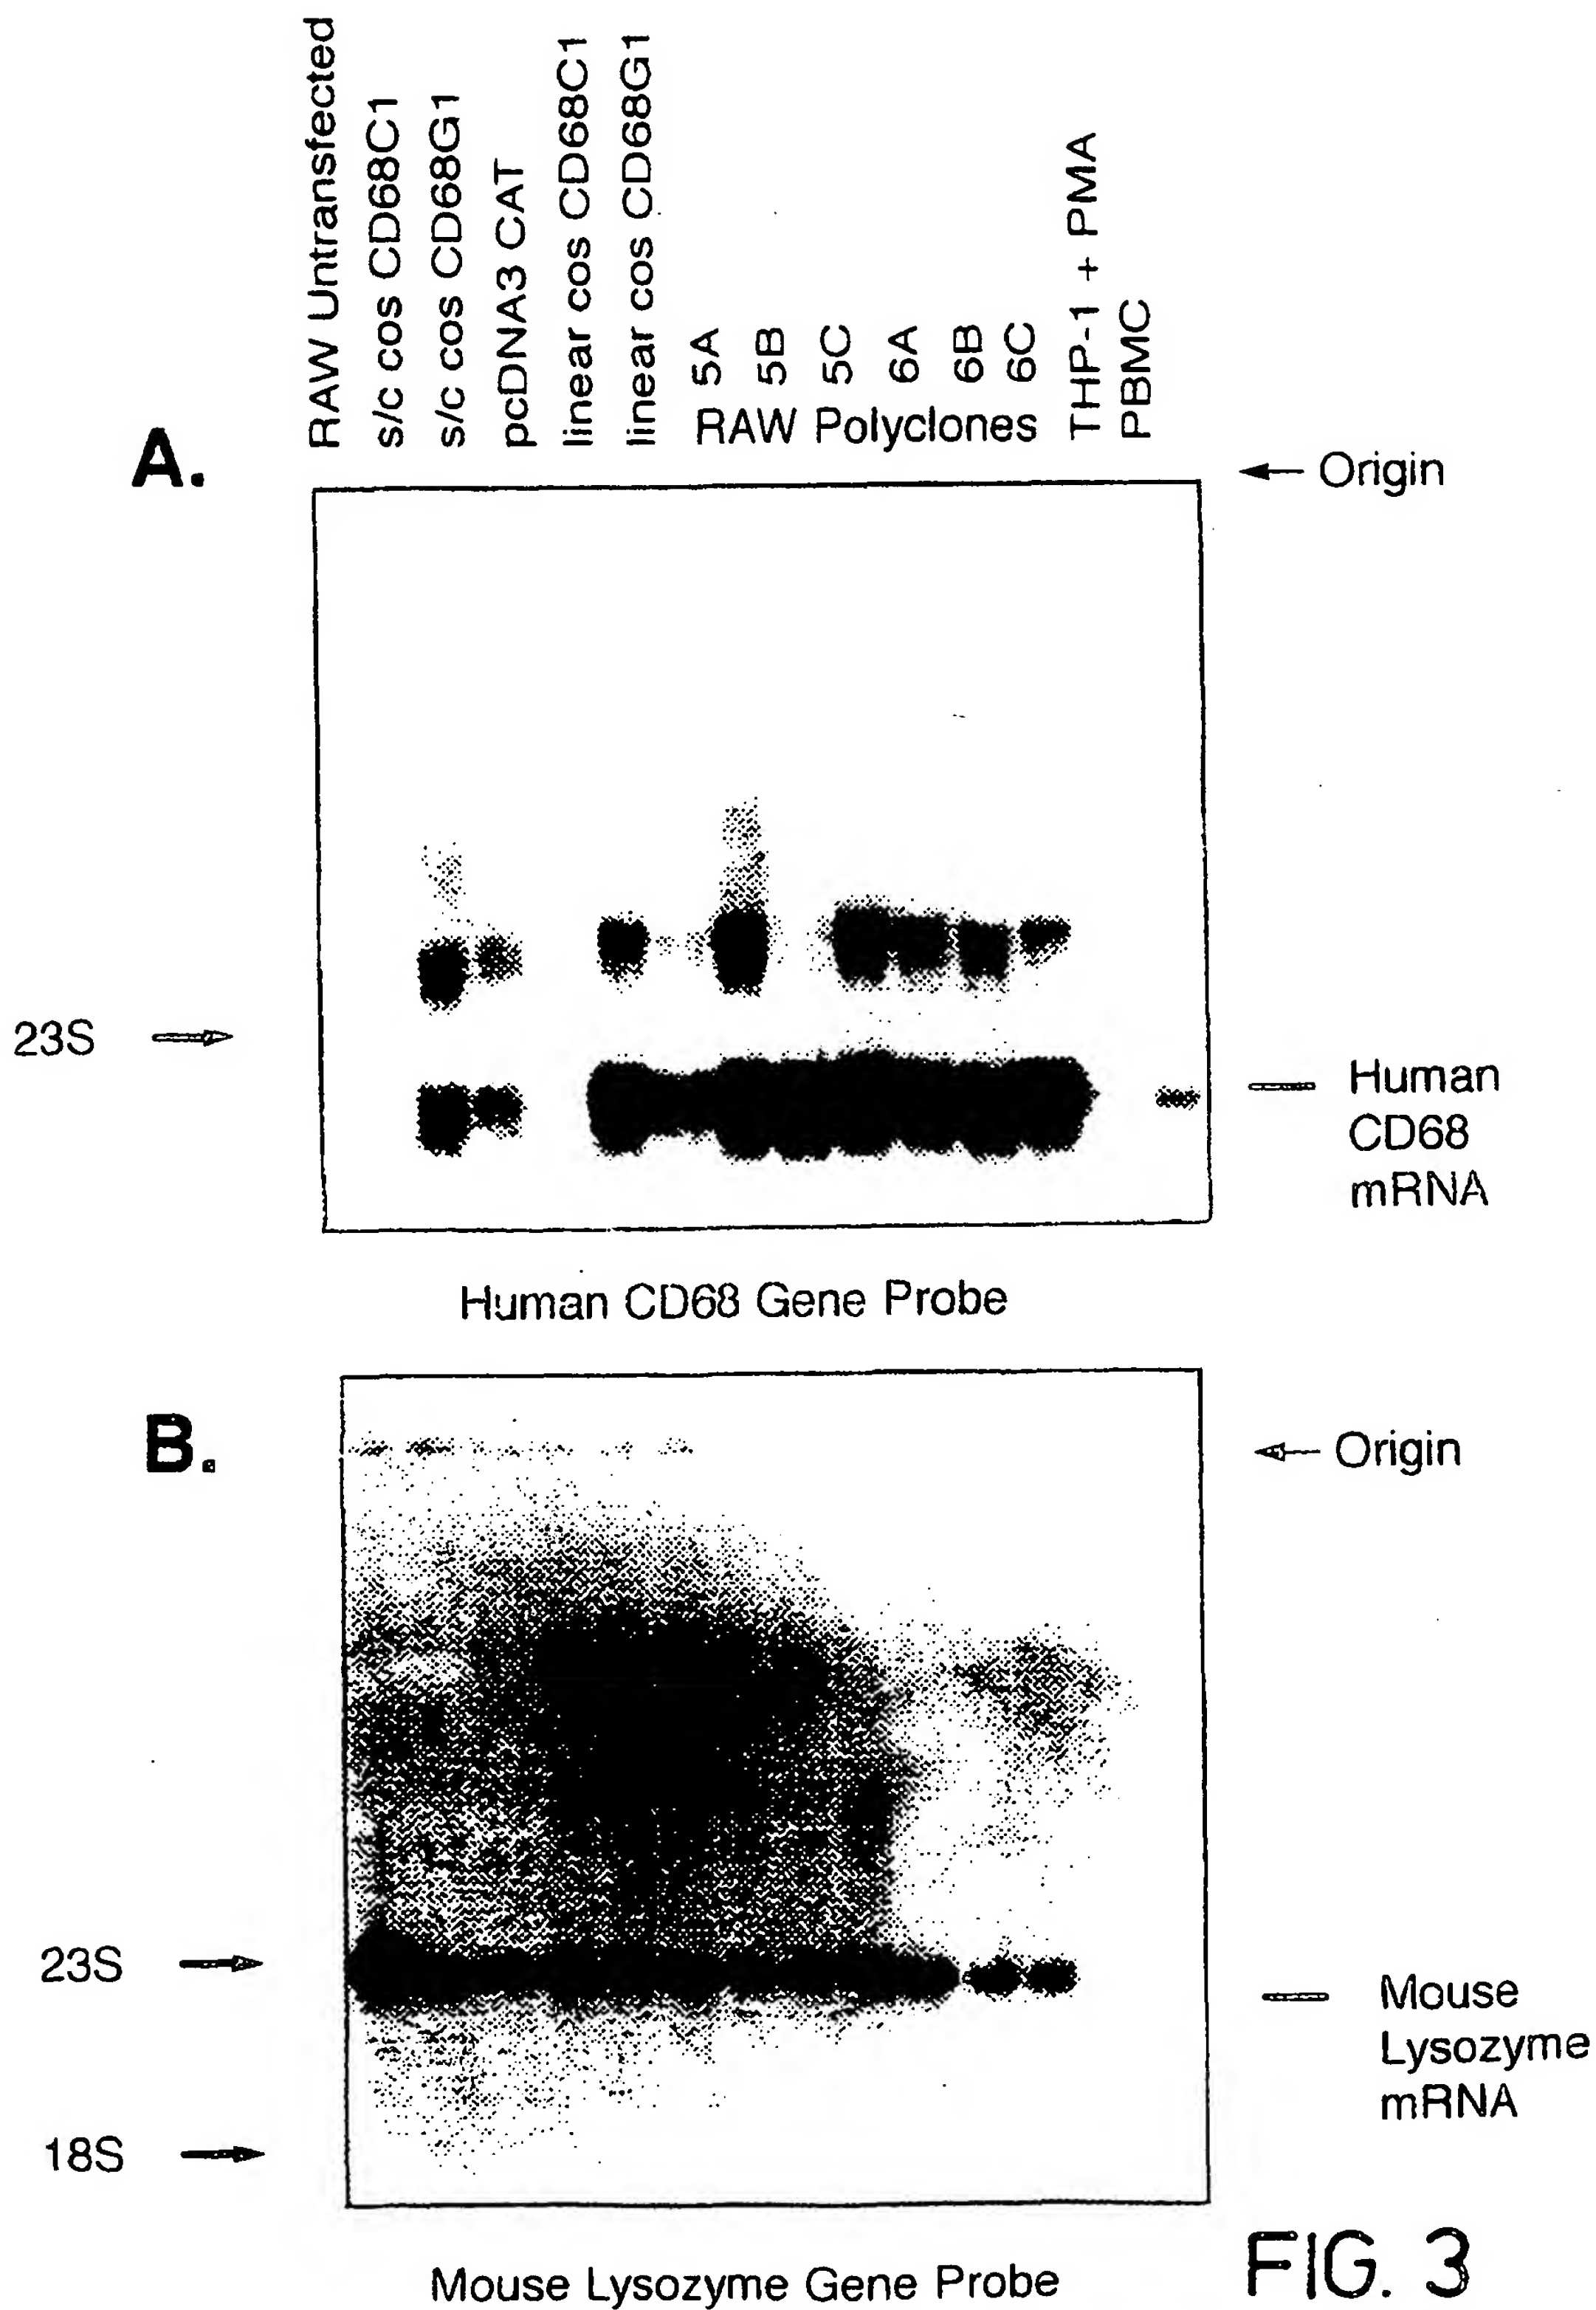 RAW Untransfected
s/c cos CD68C1
s/c cos CD68G1
pcDNA3 CAT
linear cos CD68C1
linear cos CD68G1
5A
5B
5C
6A
6B
6C
RAW Polyclones
THP-1 + PMA
PBMC
A.
Origin
23S
Human
CD68
mRNA
Human CD68 Gene Probe
B.
Origin
23S
Mouse
Lysozyme
mRNA
18S
Mouse Lysozyme Gene Probe
FIG. 3